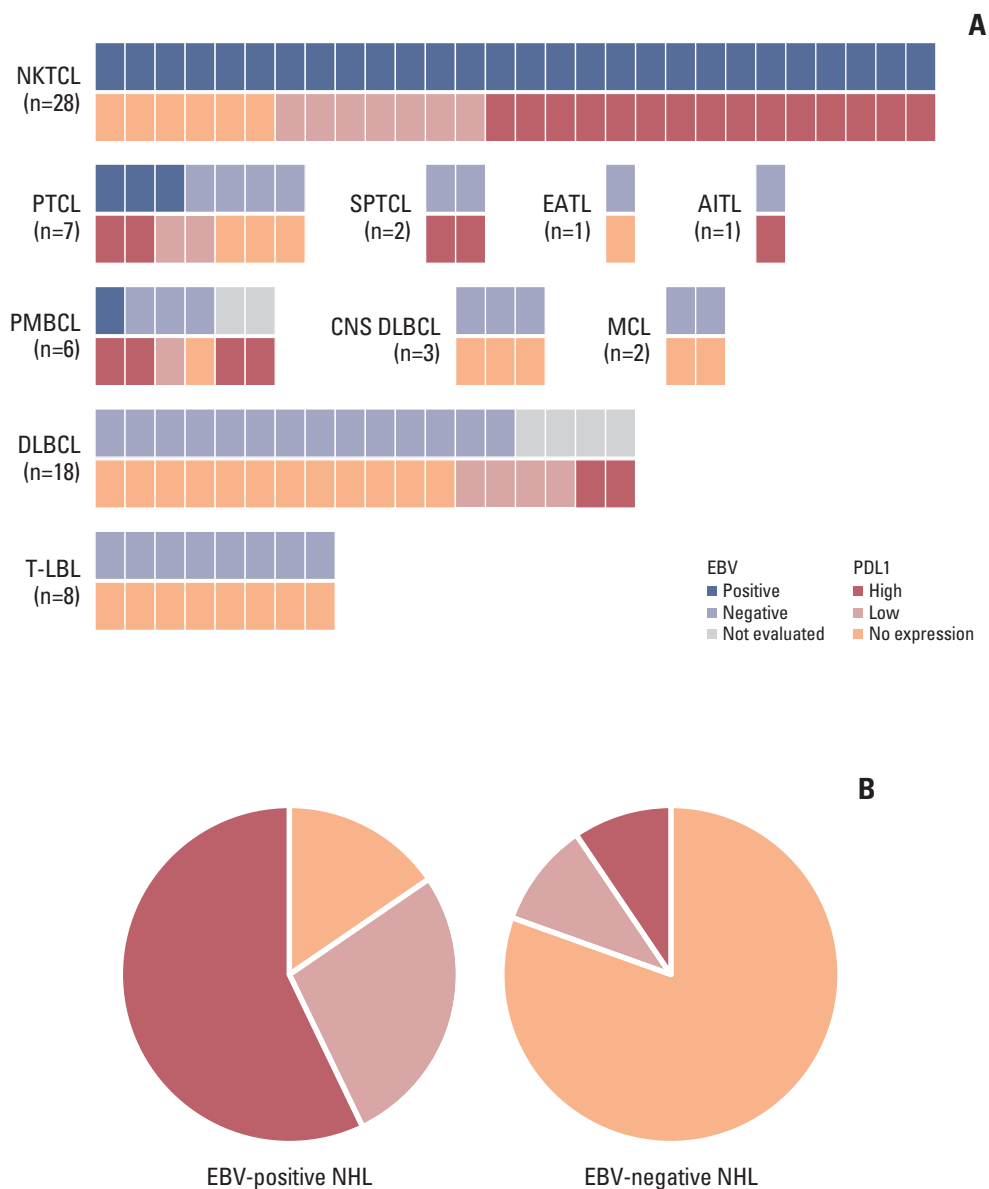 A
NKTCL
(n=28)
PTCL
(n=7)
SPTCL
(n=2)
EATL
(n=1)
AITL
(n=1)
PMBCL
(n=6)
CNS DLBCL
(n=3)
MCL
(n=2)
DLBCL
(n=18)
T-LBL
(n=8)
EBV
Positive
Negative
Not evaluated
PDL1
High
Low
No expression
B
EBV-positive NHL
EBV-negative NHL